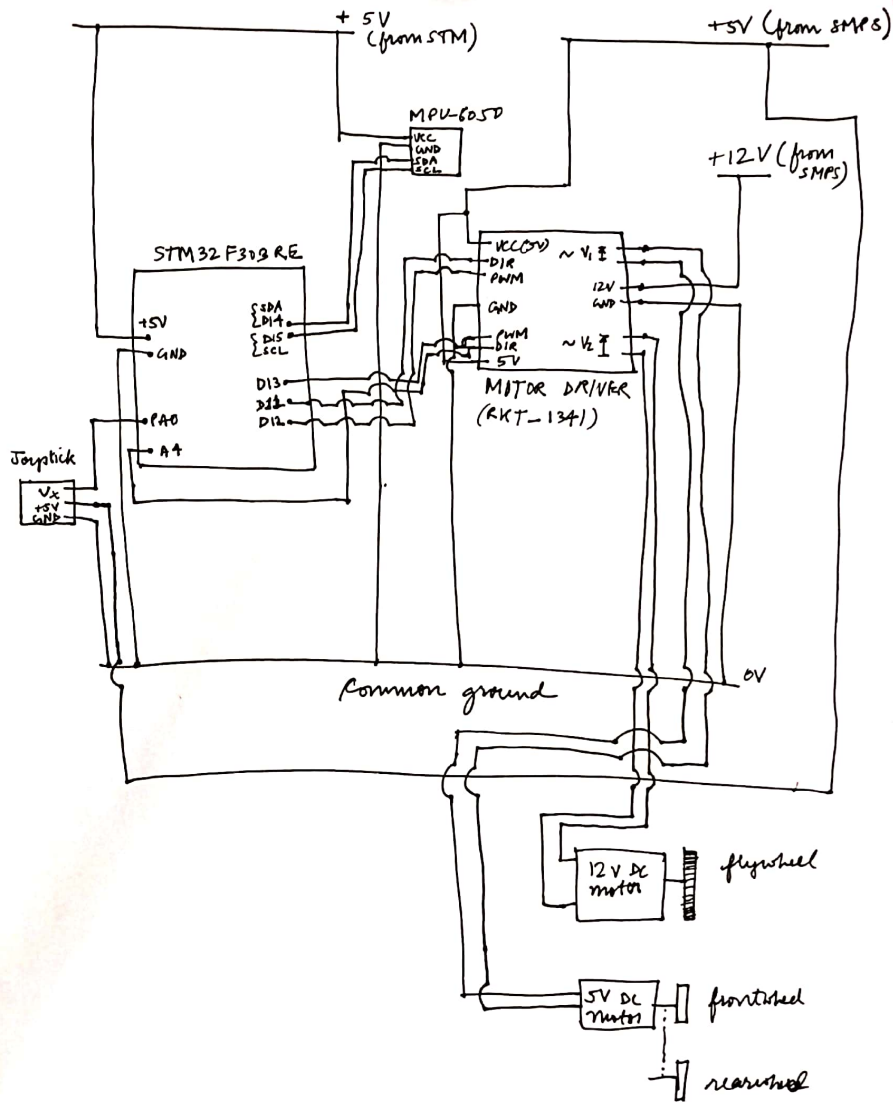 + 5V
(from STM)
+5V (from SMPS)
MPU-6050
VCC
GND
SDA
SCL
+12V (from
SMPS)
STM32F303RE
+5V
GND
PA0
A4
SDA
D14
D15
SCL
D13
D11
D12
VCC(5V)
DIR
PWM
GND
PWM
DIR
5V
~ V1
12V
GND
~ V2
MOTOR DRIVER
(RKI-1341)
Joystick
Vx
+5V
GND
0V
Common ground
12 V DC
motor
flywheel
5V DC
motor
frontwheel
rearwheel